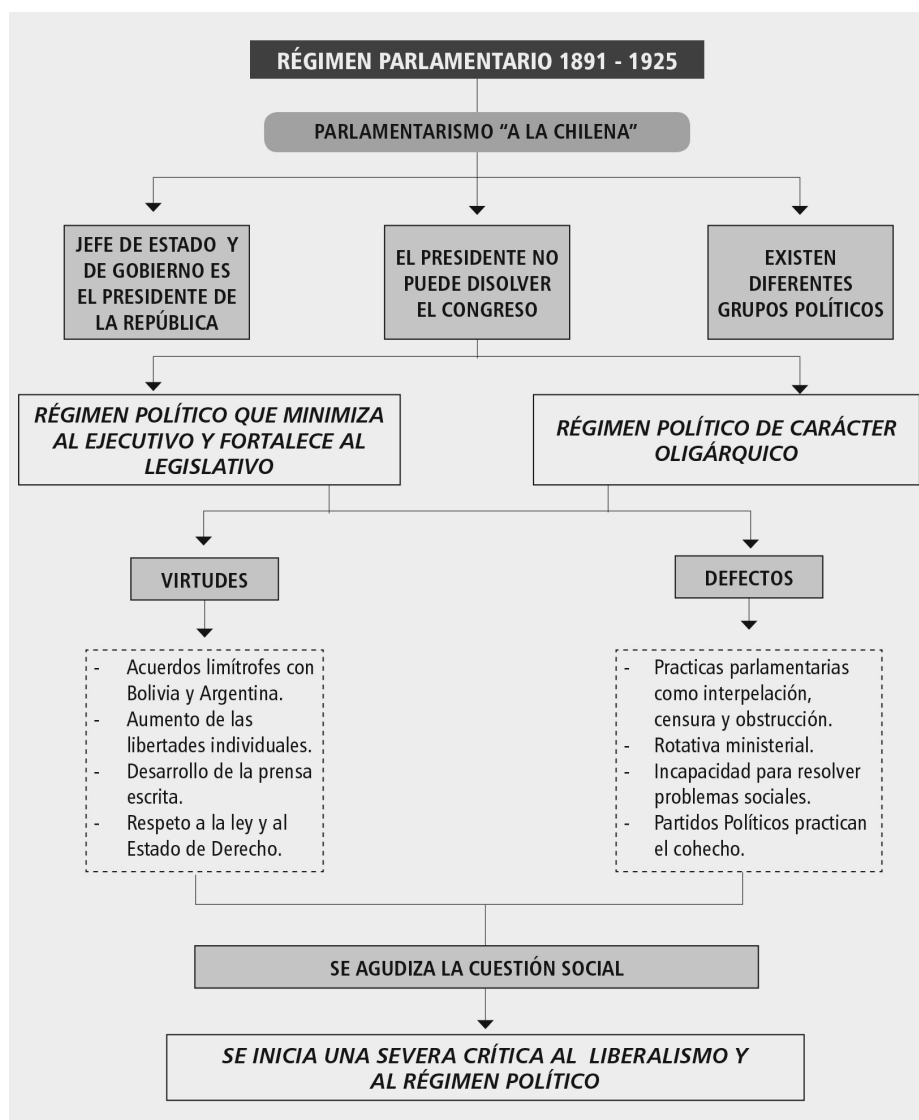 RÉGIMEN PARLAMENTARIO 1891 - 1925
PARLAMENTARISMO “A LA CHILENA”
JEFE DE ESTADO Y
DE GOBIERNO ES
EL PRESIDENTE DE
LA REPÚBLICA
EL PRESIDENTE NO
PUEDE DISOLVER
EL CONGRESO
EXISTEN
DIFERENTES
GRUPOS POLÍTICOS
RÉGIMEN POLÍTICO QUE MINIMIZA
AL EJECUTIVO Y FORTALECE AL
LEGISLATIVO
RÉGIMEN POLÍTICO DE CARÁCTER
OLIGÁRQUICO
VIRTUDES
- Acuerdos limítrofes con
Bolivia y Argentina.
- Aumento de las
libertades individuales.
- Desarrollo de la prensa
escrita.
- Respeto a la ley y al
Estado de Derecho.
DEFECTOS
- Practicas parlamentarias
como interpelación,
censura y obstrucción.
- Rotativa ministerial.
- Incapacidad para resolver
problemas sociales.
- Partidos Políticos practican
el cohecho.
SE AGUDIZA LA CUESTIÓN SOCIAL
SE INICIA UNA SEVERA CRÍTICA AL LIBERALISMO Y
AL RÉGIMEN POLÍTICO